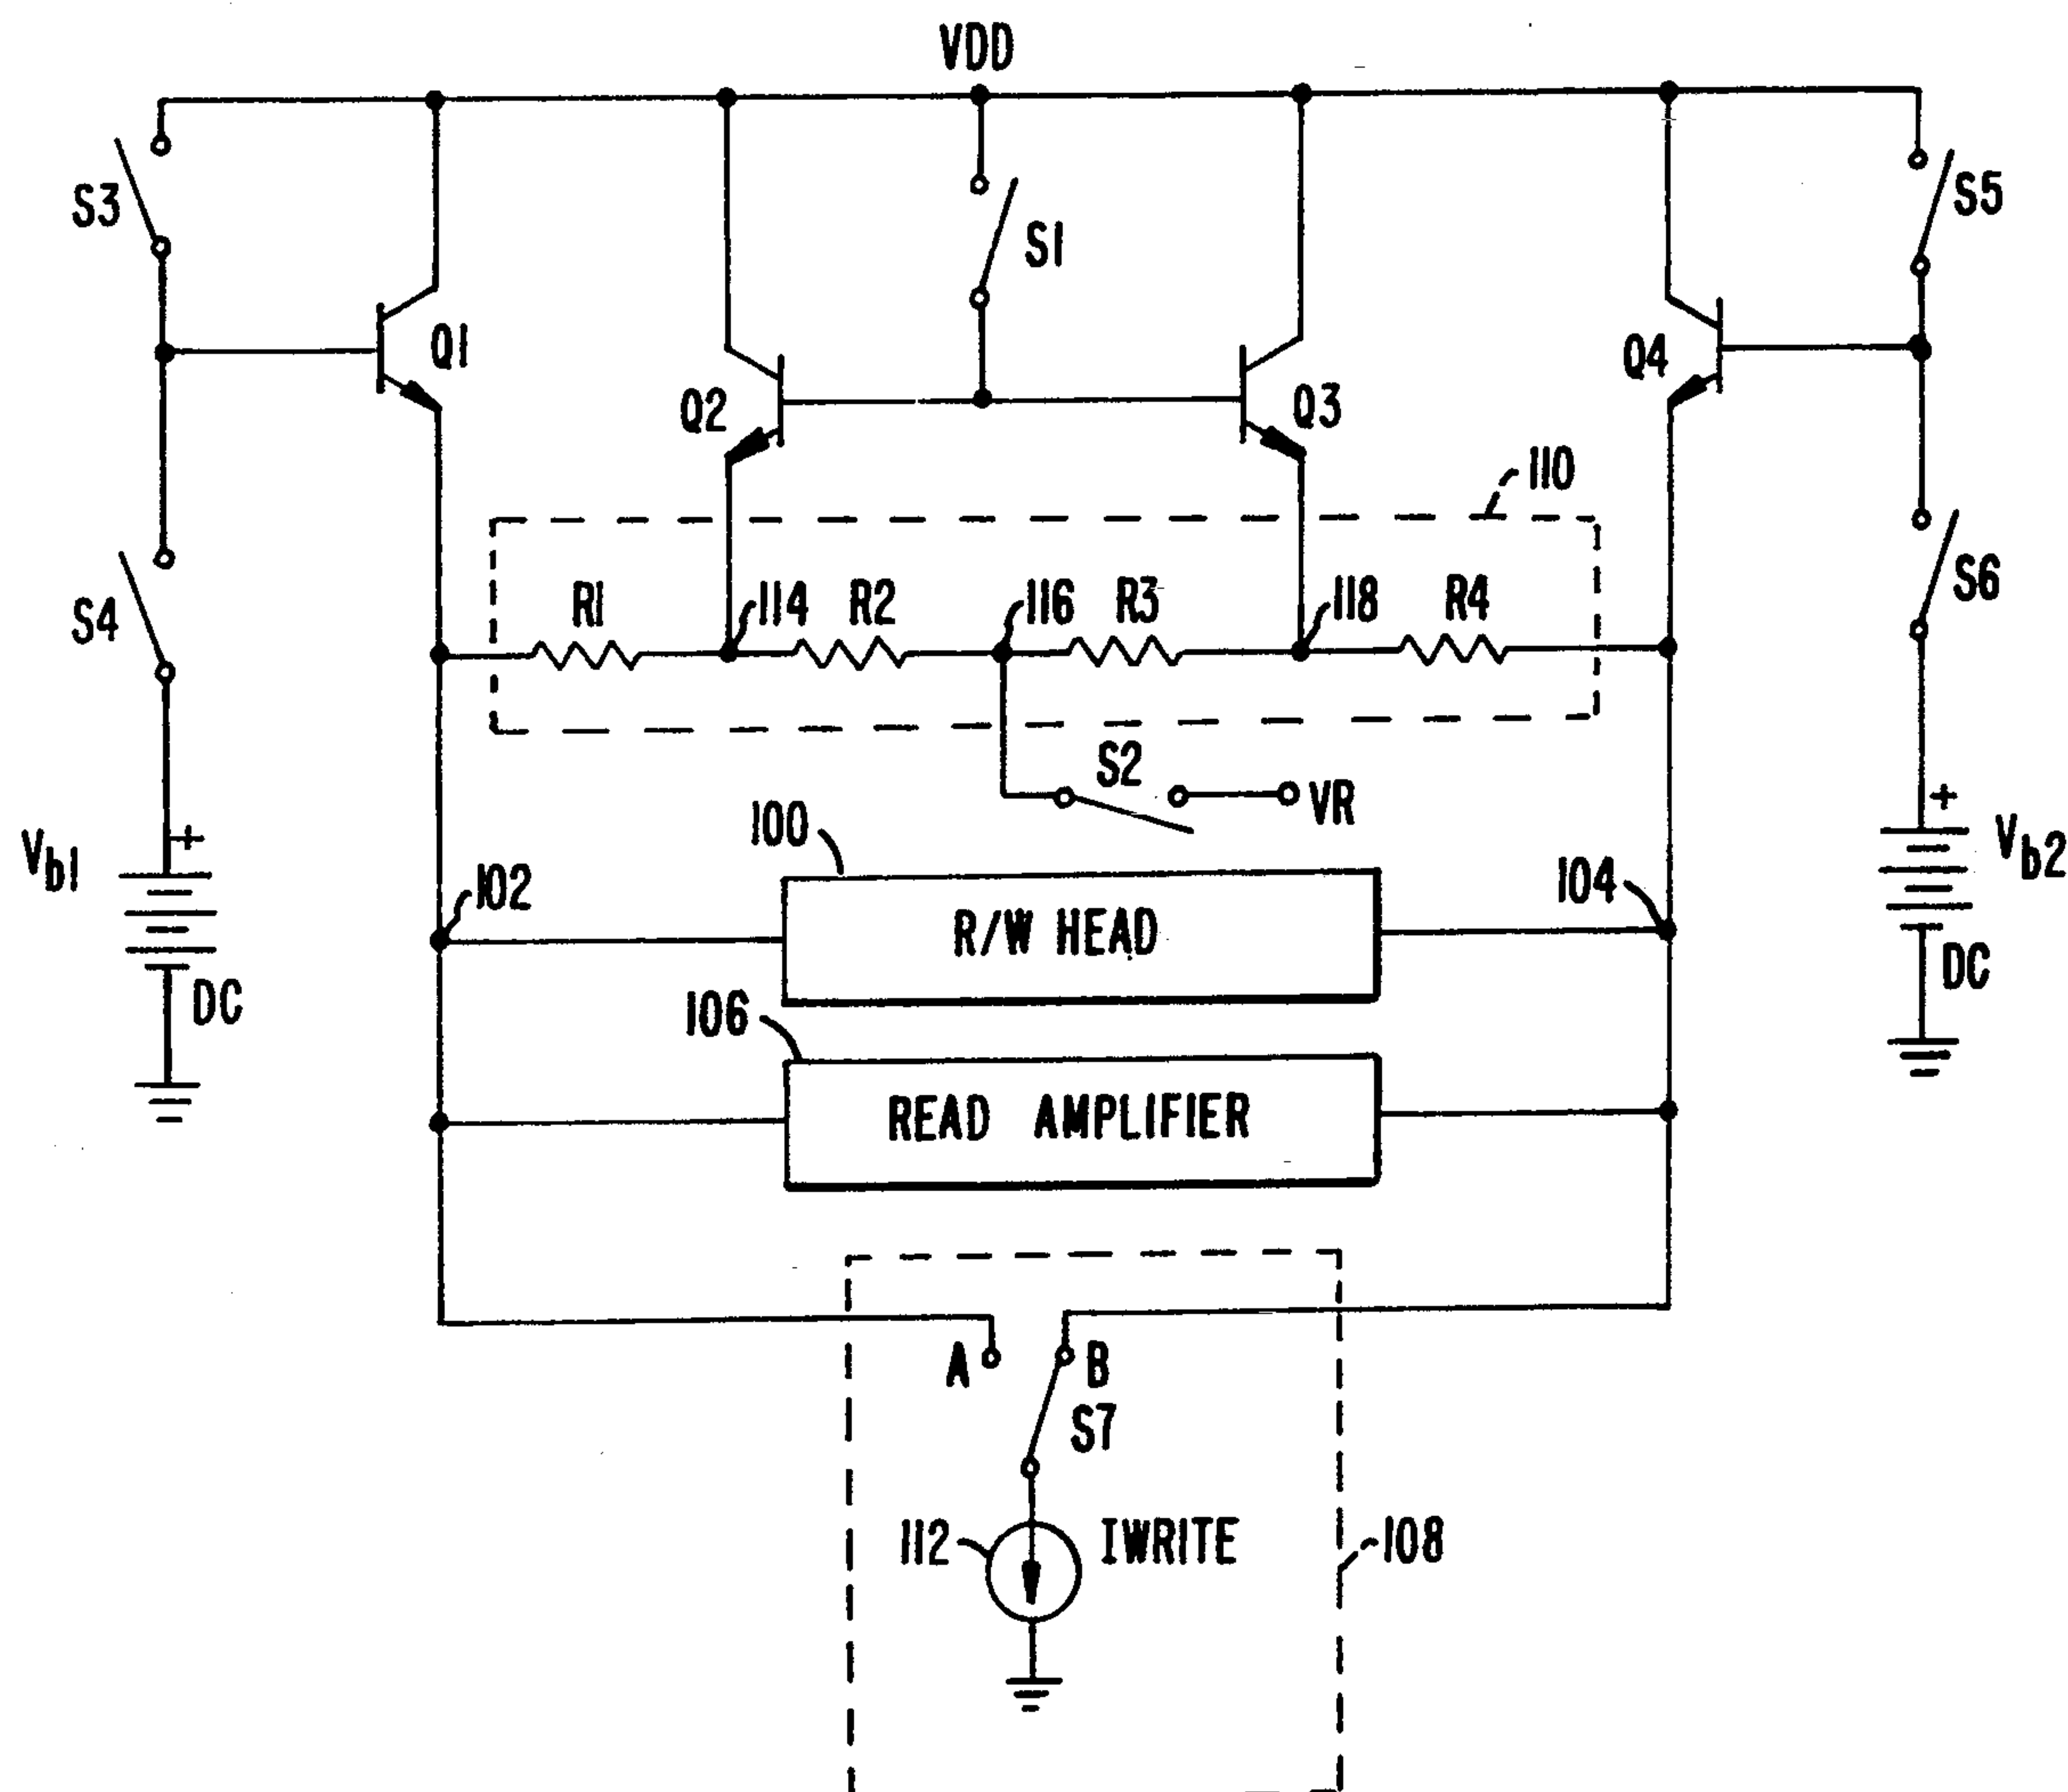 VDD
S3
S1
S5
Q1
Q2
Q3
Q4
110
S4
R1
114
R2
116
R3
118
R4
S6
S2
VR
100
Vb1
+
+
Vb2
102
R/W HEAD
104
DC
DC
106
READ AMPLIFIER
A
B
S7
112
IWRITE
108